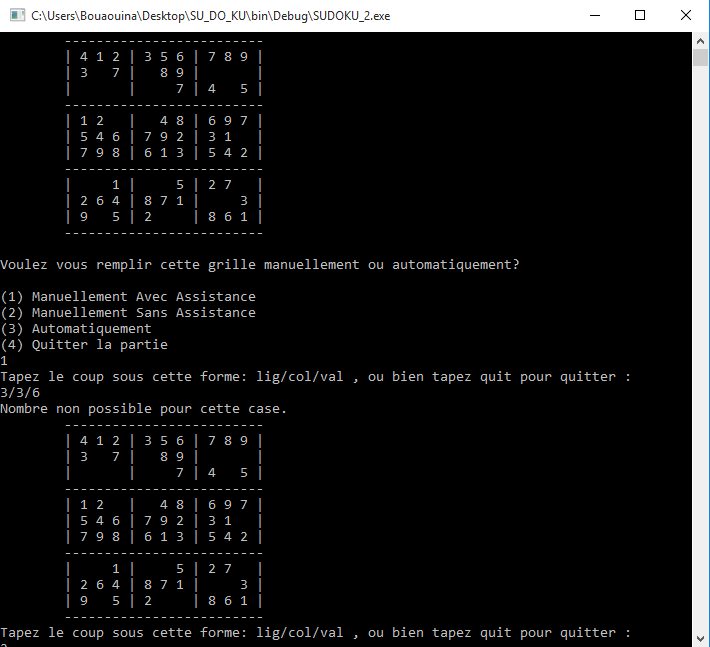 C:\Users\Bouaouina\Desktop\SU_DO_KU\bin\Debug\SUDOKU_2.exe
-------------------------
| 4 1 2 | 3 5 6 | 7 8 9 |
| 3   7 |   8 9 |       |
|       |     7 | 4   5 |
-------------------------
| 1 2   |   4 8 | 6 9 7 |
| 5 4 6 | 7 9 2 | 3 1   |
| 7 9 8 | 6 1 3 | 5 4 2 |
-------------------------
|     1 |     5 | 2 7   |
| 2 6 4 | 8 7 1 |     3 |
| 9   5 | 2     | 8 6 1 |
-------------------------
Voulez vous remplir cette grille manuellement ou automatiquement?
(1) Manuellement Avec Assistance
(2) Manuellement Sans Assistance
(3) Automatiquement
(4) Quitter la partie
1
Tapez le coup sous cette forme: lig/col/val , ou bien tapez quit pour quitter :
3/3/6
Nombre non possible pour cette case.
-------------------------
| 4 1 2 | 3 5 6 | 7 8 9 |
| 3   7 |   8 9 |       |
|       |     7 | 4   5 |
-------------------------
| 1 2   |   4 8 | 6 9 7 |
| 5 4 6 | 7 9 2 | 3 1   |
| 7 9 8 | 6 1 3 | 5 4 2 |
-------------------------
|     1 |     5 | 2 7   |
| 2 6 4 | 8 7 1 |     3 |
| 9   5 | 2     | 8 6 1 |
-------------------------
Tapez le coup sous cette forme: lig/col/val , ou bien tapez quit pour quitter :